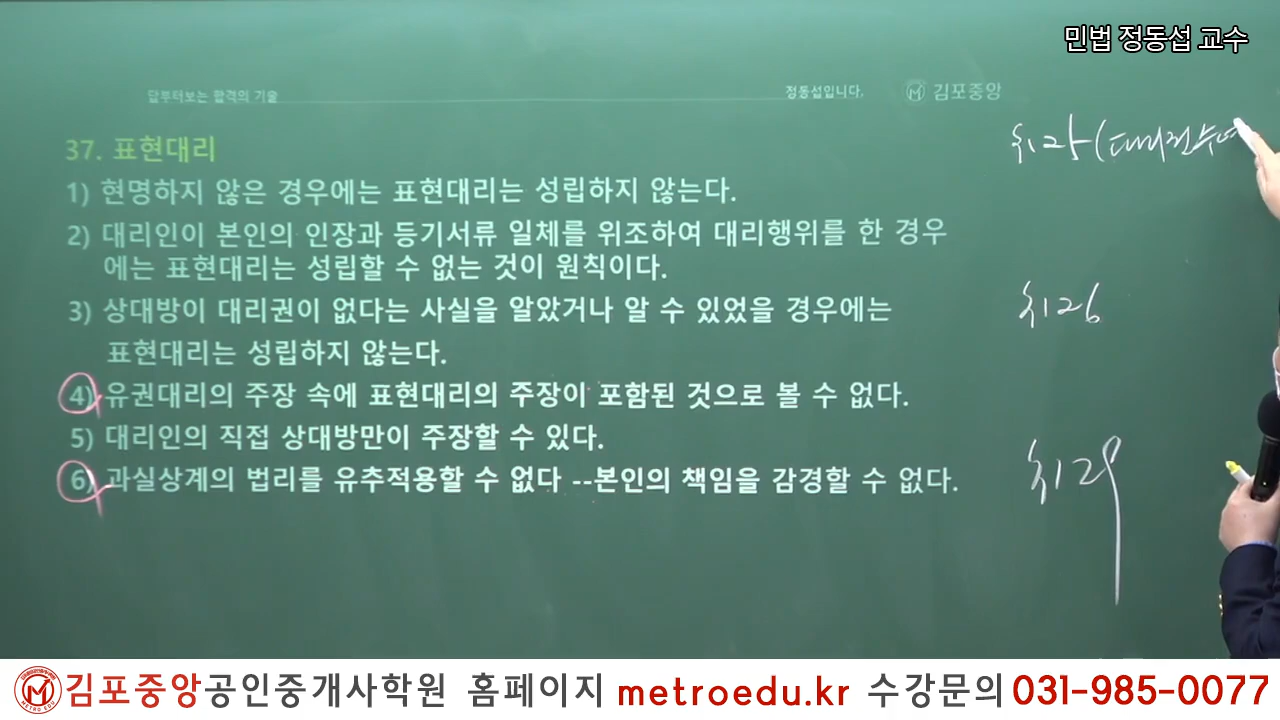 민법 정동섭 교수
답부터보는 합격의 기술
정동섭입니다.
김포중앙
37. 표현대리
1) 현명하지 않은 경우에는 표현대리는 성립하지 않는다.
2) 대리인이 본인의 인장과 등기서류 일체를 위조하여 대리행위를 한 경우
에는 표현대리는 성립할 수 없는 것이 원칙이다.
3) 상대방이 대리권이 없다는 사실을 알았거나 알 수 있었을 경우에는
표현대리는 성립하지 않는다.
4) 유권대리의 주장 속에 표현대리의 주장이 포함된 것으로 볼 수 없다.
5) 대리인의 직접 상대방만이 주장할 수 있다.
6) 과실상계의 법리를 유추적용할 수 없다 --본인의 책임을 감경할 수 없다.
125
126
129
김포중앙공인중개사학원 홈페이지 metroedu.kr 수강문의 031-985-0077